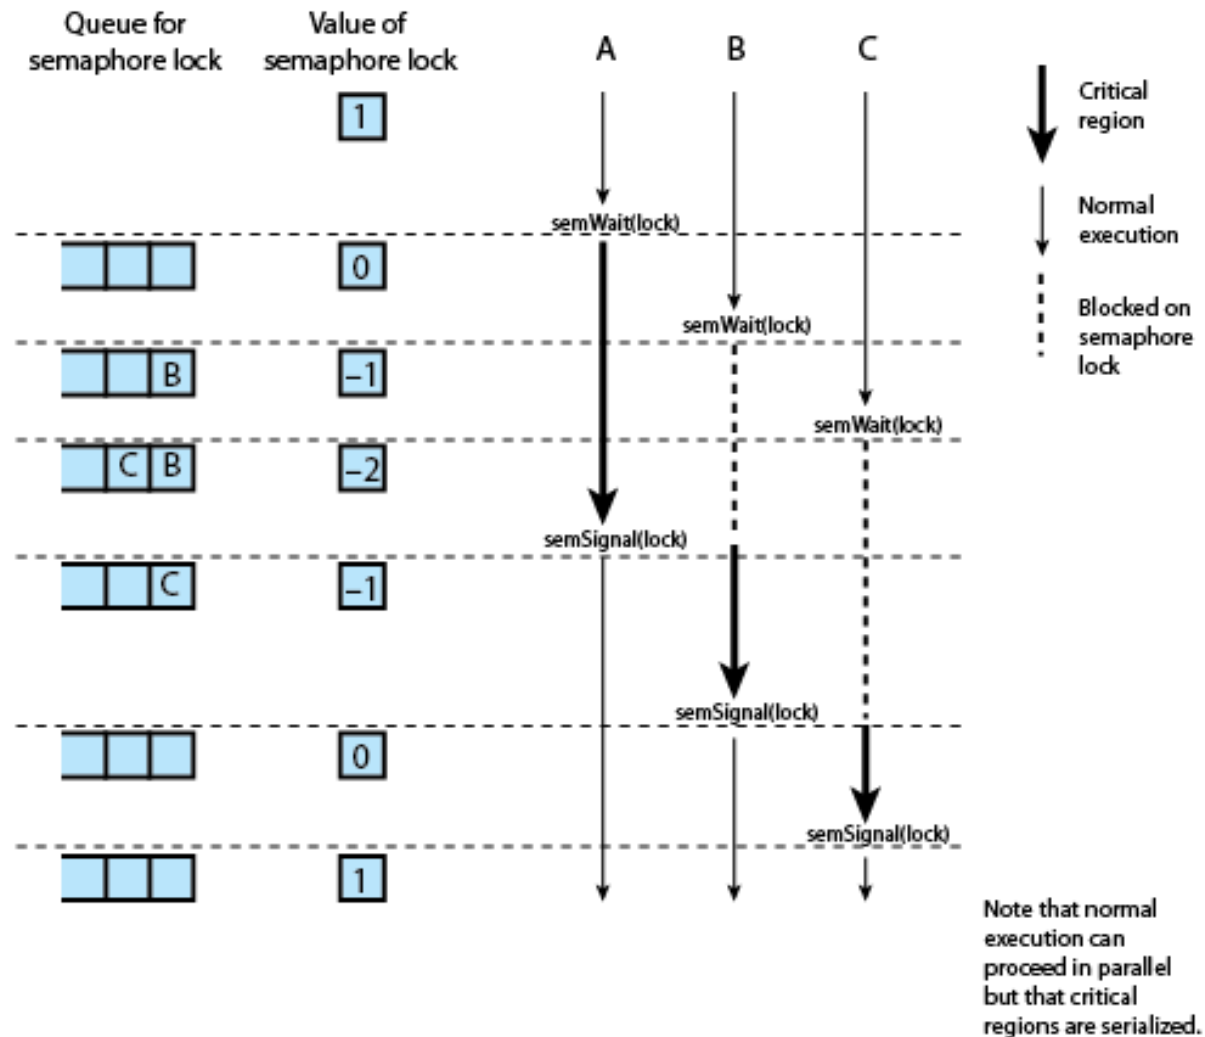 Queue for
semaphore lock
Value of
semaphore lock
A
B
C
1
Critical
region
Normal
execution
semWait(lock)
0
semWait(lock)
Blocked on
semaphore
lock
B
–1
semWait(lock)
C B
–2
semSignal(lock)
C
–1
semSignal(lock)
0
semSignal(lock)
1
Note that normal
execution can
proceed in parallel
but that critical
regions are serialized.